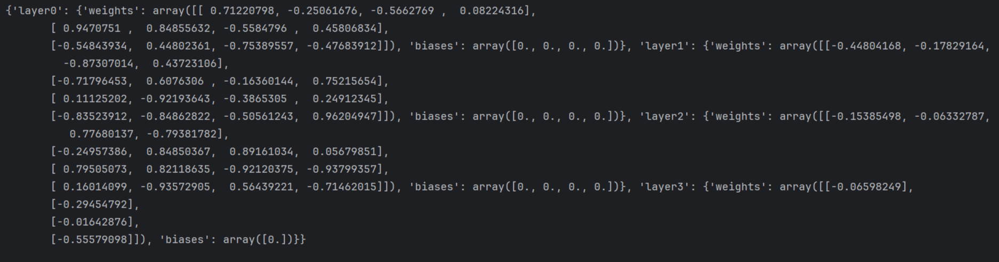 {'layer0': {'weights': array([[ 0.71220798, -0.25061676, -0.5662769 ,  0.08224316],
       [ 0.9470751 ,  0.84855632, -0.5584796 ,  0.45806834],
       [-0.54843934,  0.44802361, -0.75389557, -0.47683912]]), 'biases': array([0., 0., 0., 0.])}, 'layer1': {'weights': array([[-0.44804168, -0.17829164,
         -0.87307014,  0.43723106],
       [-0.71796453,  0.6076306 , -0.16360144,  0.75215654],
       [ 0.11125202, -0.92193643, -0.3865305 ,  0.24912345],
       [-0.83523912, -0.84862822, -0.50561243,  0.96204947]]), 'biases': array([0., 0., 0., 0.])}, 'layer2': {'weights': array([[-0.15385498, -0.06332787,
          0.77680137, -0.79381782],
       [-0.24957386,  0.84850367,  0.89161034,  0.05679851],
       [ 0.79505073,  0.82118635, -0.92120375, -0.93799357],
       [ 0.16014099, -0.93572905,  0.56439221, -0.71462015]]), 'biases': array([0., 0., 0., 0.])}, 'layer3': {'weights': array([[-0.06598249],
       [-0.29454792],
       [-0.01642876],
       [-0.55579098]]), 'biases': array([0.])}}